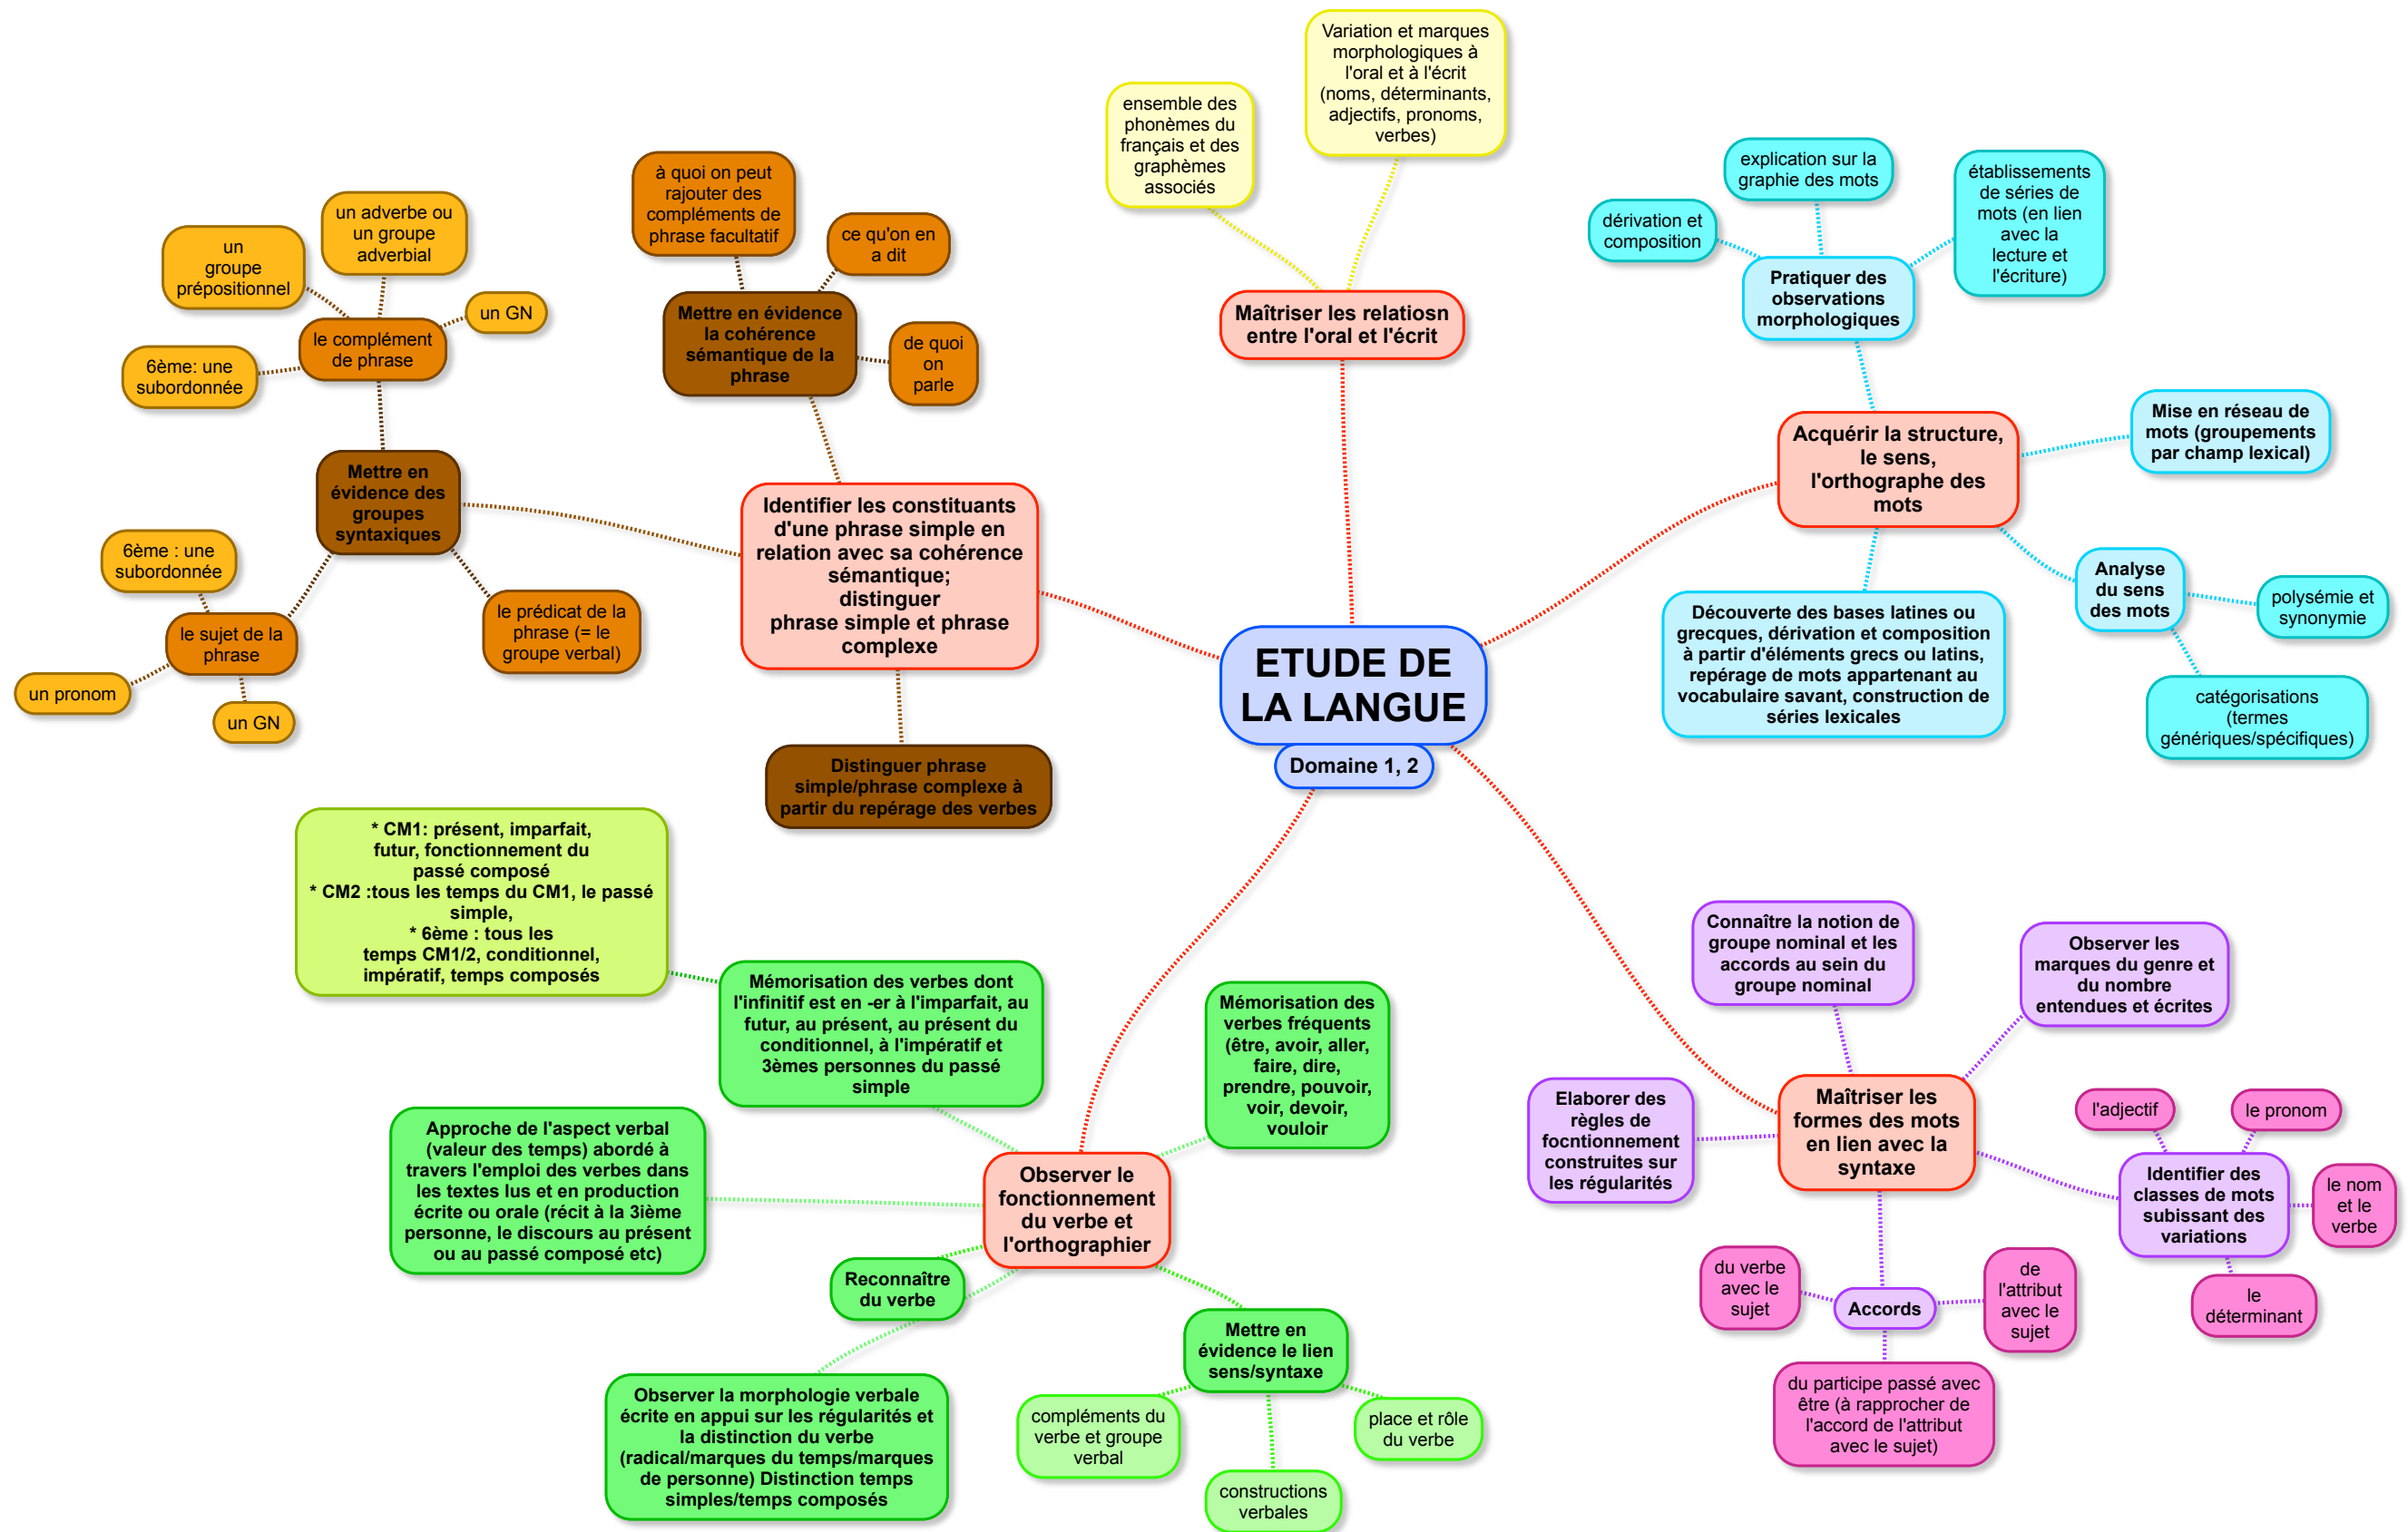 Variation et marques
morphologiques à
l'oral et à l'écrit
(noms, déterminants,
adjectifs, pronoms,
verbes)
ensemble des
phonèmes du
français et des
graphèmes
associés
Maîtriser les relatiosn
entre l'oral et l'écrit
à quoi on peut
rajouter des
compléments de
phrase facultatif
ce qu'on en
a dit
Mettre en évidence
la cohérence
sémantique de la
phrase
de quoi
on
parle
un adverbe ou
un groupe
adverbial
un
groupe
prépositionnel
un GN
le complément
de phrase
6ème: une
subordonnée
Mettre en
évidence des
groupes
syntaxiques
6ème : une
subordonnée
le sujet de la
phrase
un pronom
un GN
le prédicat de la
phrase (= le
groupe verbal)
Identifier les constituants
d'une phrase simple en
relation avec sa cohérence
sémantique;
distinguer
phrase simple et phrase
complexe
Distinguer phrase
simple/phrase complexe à
partir du repérage des verbes
ETUDE DE
LA LANGUE
Domaine 1, 2
explication sur la
graphie des mots
établissements
de séries de
mots (en lien
avec la
lecture et
l'écriture)
dérivation et
composition
Pratiquer des
observations
morphologiques
Acquérir la structure,
le sens,
l'orthographe des
mots
Mise en réseau de
mots (groupements
par champ lexical)
Analyse
du sens
des mots
polysémie et
synonymie
catégorisations
(termes
génériques/spécifiques)
Découverte des bases latines ou
grecques, dérivation et composition
à partir d'éléments grecs ou latins,
repérage de mots appartenant au
vocabulaire savant, construction de
séries lexicales
* CM1: présent, imparfait,
futur, fonctionnement du
passé composé
* CM2 :tous les temps du CM1, le passé
simple,
* 6ème : tous les
temps CM1/2, conditionnel,
impératif, temps composés
Mémorisation des verbes dont
l'infinitif est en -er à l'imparfait, au
futur, au présent, au présent du
conditionnel, à l'impératif et
3èmes personnes du passé
simple
Mémorisation des
verbes fréquents
(être, avoir, aller,
faire, dire,
prendre, pouvoir,
voir, devoir,
vouloir
Approche de l'aspect verbal
(valeur des temps) abordé à
travers l'emploi des verbes dans
les textes lus et en production
écrite ou orale (récit à la 3ième
personne, le discours au présent
ou au passé composé etc)
Observer le
fonctionnement
du verbe et
l'orthographier
Reconnaître
du verbe
Observer la morphologie verbale
écrite en appui sur les régularités et
la distinction du verbe
(radical/marques du temps/marques
de personne) Distinction temps
simples/temps composés
Mettre en
évidence le lien
sens/syntaxe
compléments du
verbe et groupe
verbal
constructions
verbales
place et rôle
du verbe
Connaître la notion de
groupe nominal et les
accords au sein du
groupe nominal
Observer les
marques du genre et
du nombre
entendues et écrites
Elaborer des
règles de
focntionnement
construites sur
les régularités
Maîtriser les
formes des mots
en lien avec la
syntaxe
l'adjectif
le pronom
Identifier des
classes de mots
subissant des
variations
le nom
et le
verbe
le
déterminant
Accords
du verbe
avec le
sujet
de
l'attribut
avec le
sujet
du participe passé avec
être (à rapprocher de
l'accord de l'attribut
avec le sujet)